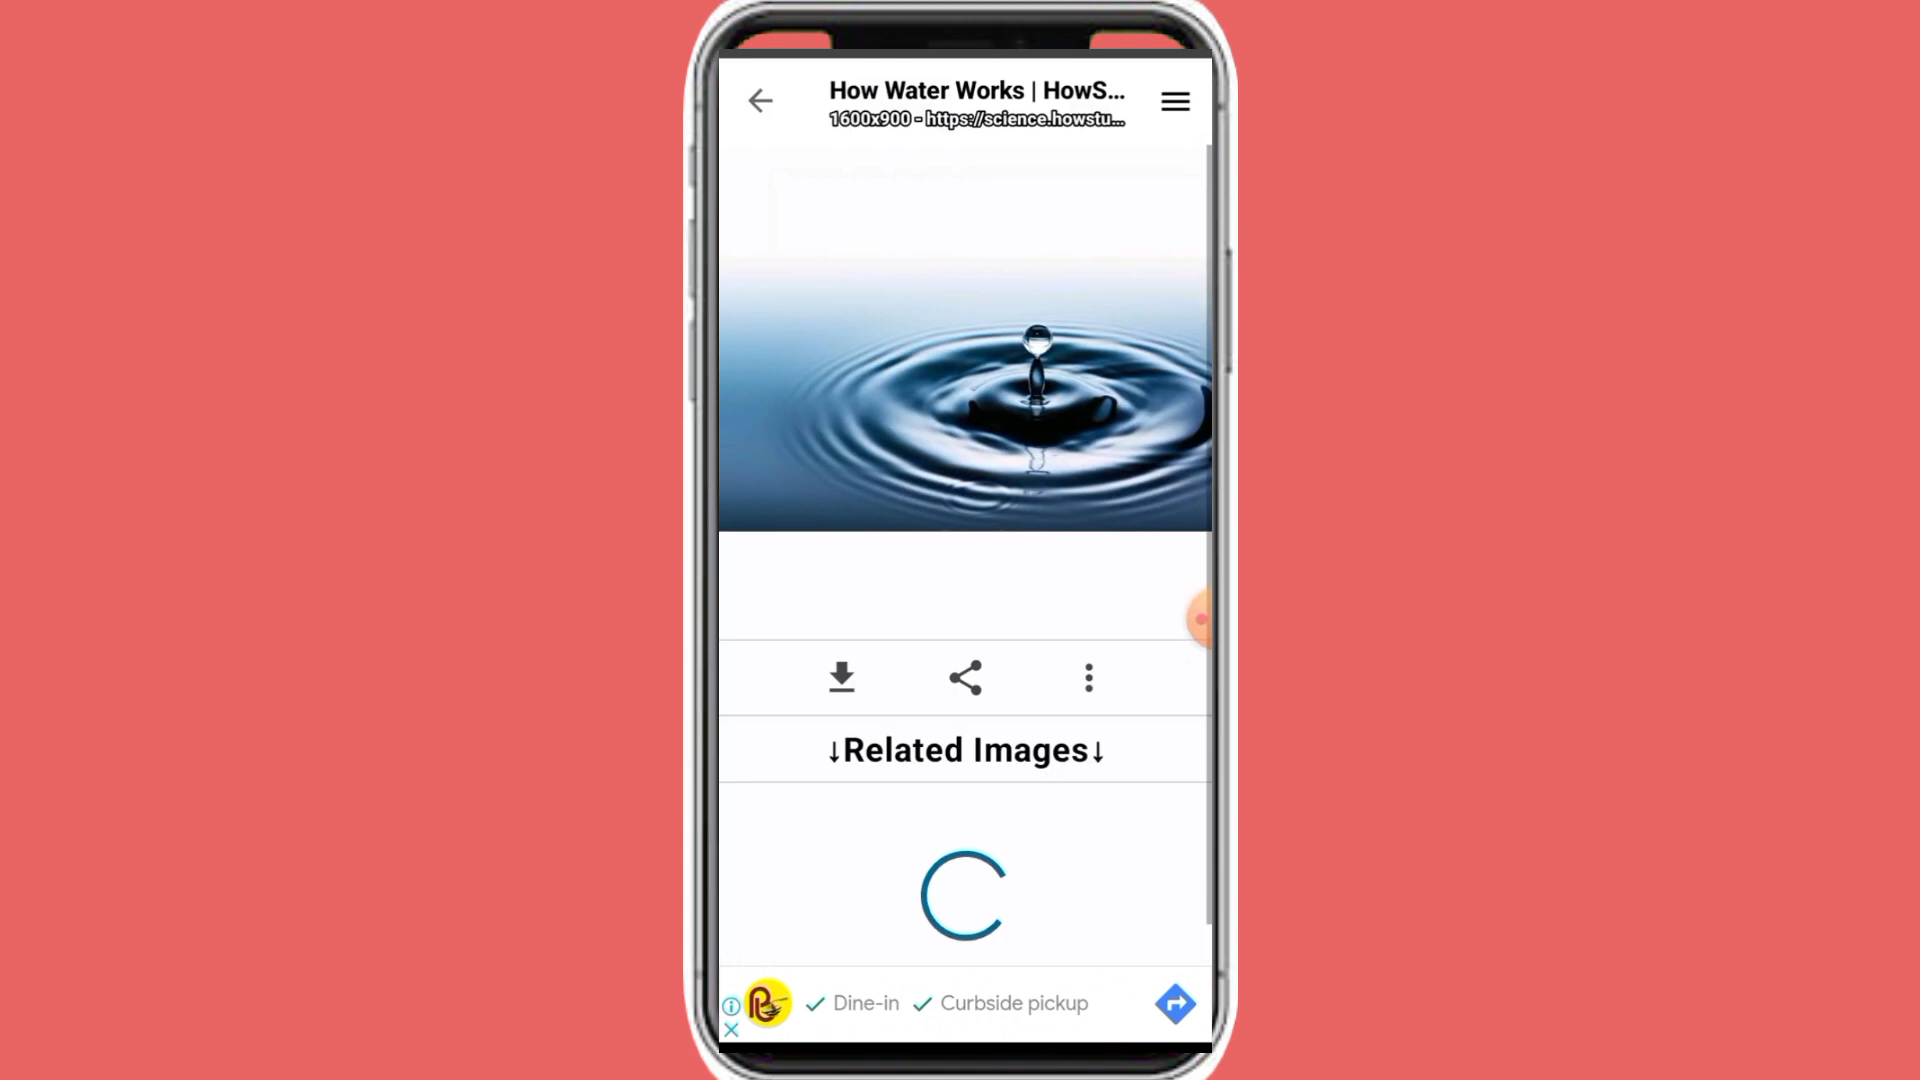 How Water Works | HowS...
1600x900 - https://science.howstu...
↓Related Images↓
Dine-in
Curbside pickup